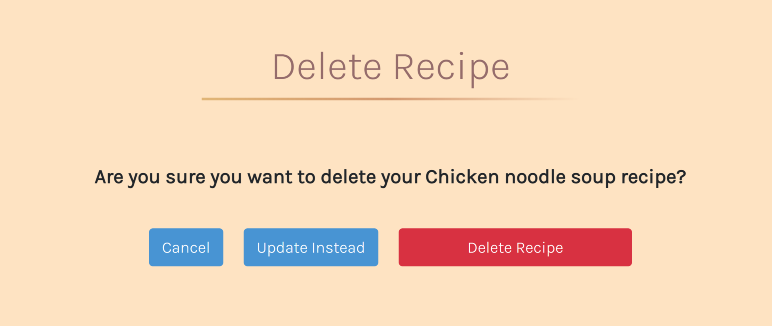 Delete Recipe
Are you sure you want to delete your Chicken noodle soup recipe?
Cancel
Update Instead
Delete Recipe